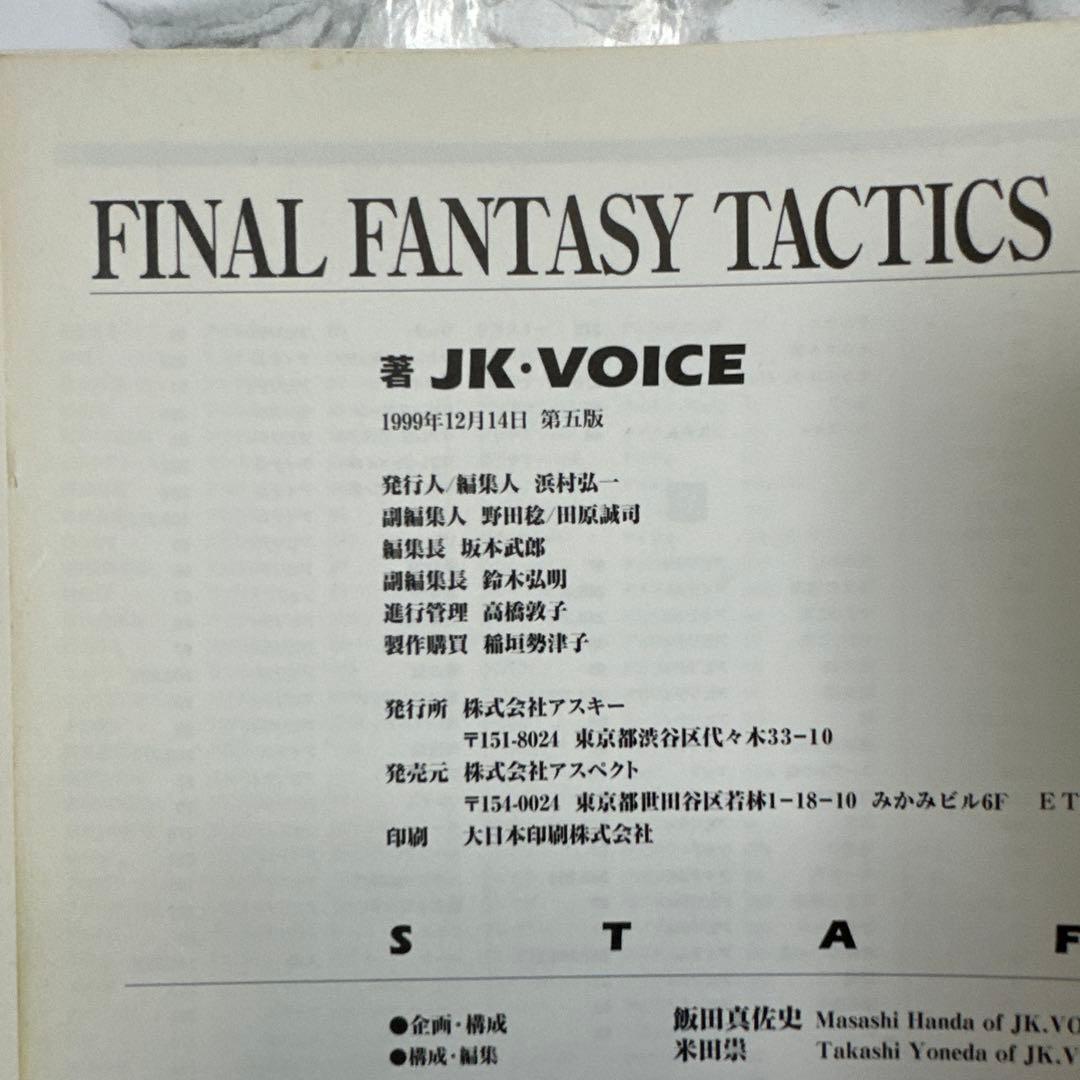 FINAL FANTASY TACTICS
著 JK・VOICE
1999年12月14日 第五版
発行人/編集人 浜村弘一
副編集人 野田稔/田原誠司
編集長 坂本武郎
副編集長 鈴木弘明
進行管理 高橋敦子
製作購買 稲垣勢津子
発行所 株式会社アスキー
〒151-8024 東京都渋谷区代々木33-10
発売元 株式会社アスペクト
〒154-0024 東京都世田谷区若林1-18-10 みかみビル6F ET
印刷 大日本印刷株式会社
S T A F
●企画・構成 飯田真佐史 Masashi Handa of JK.VO
●構成・編集 米田崇 Takashi Yoneda of JK.V